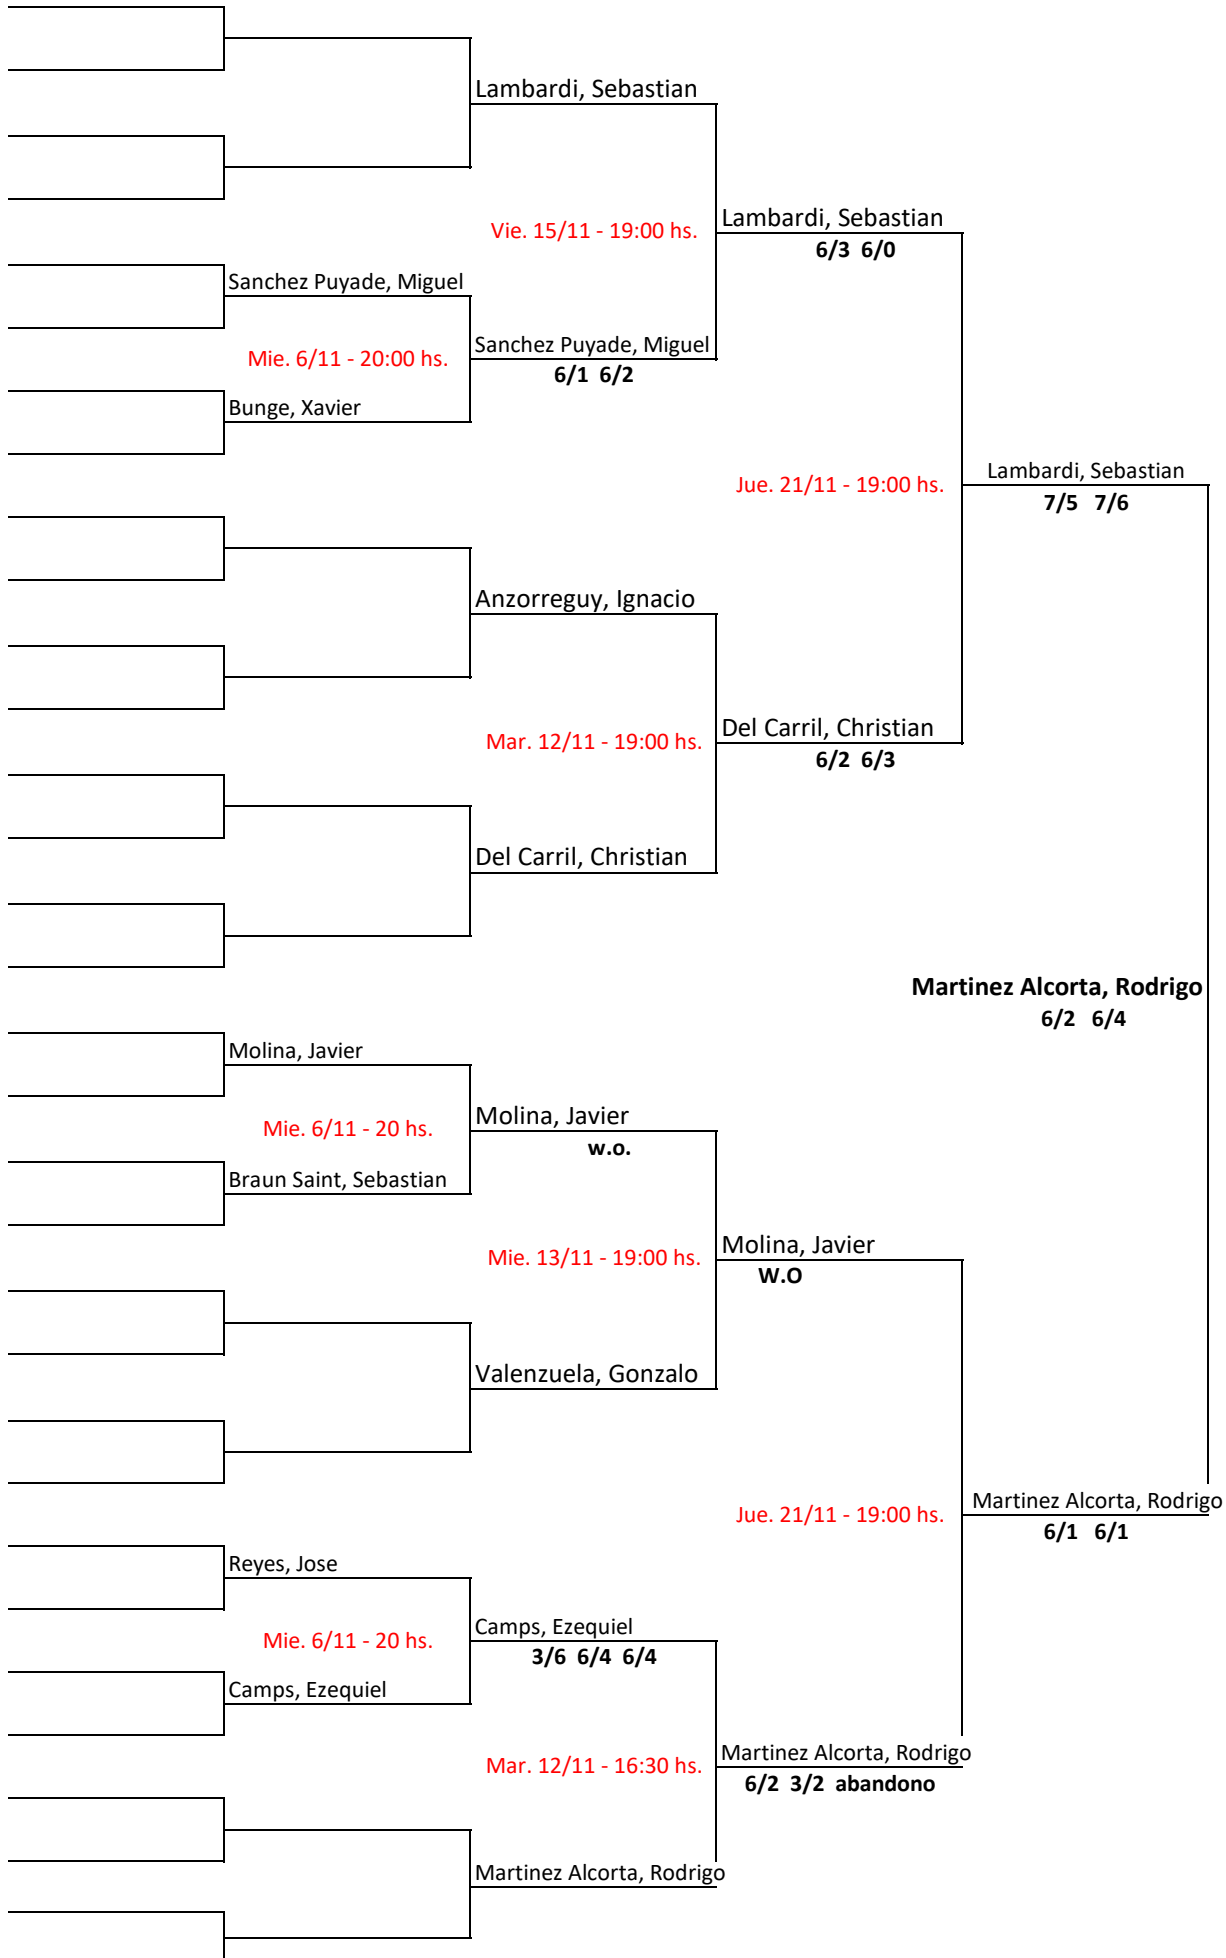 Lambardi, Sebastian
Vie. 15/11 - 19:00 hs.
Lambardi, Sebastian
6/3 6/0
Sanchez Puyade, Miguel
Mie. 6/11 - 20:00 hs.
Sanchez Puyade, Miguel
6/1 6/2
Bunge, Xavier
Jue. 21/11 - 19:00 hs.
Lambardi, Sebastian
7/5 7/6
Anzorreguy, Ignacio
Mar. 12/11 - 19:00 hs.
Del Carril, Christian
6/2 6/3
Del Carril, Christian
Martinez Alcorta, Rodrigo
6/2 6/4
Molina, Javier
Mie. 6/11 - 20 hs.
Molina, Javier
w.o.
Braun Saint, Sebastian
Mie. 13/11 - 19:00 hs.
Molina, Javier
W.O
Valenzuela, Gonzalo
Jue. 21/11 - 19:00 hs.
Martinez Alcorta, Rodrigo
6/1 6/1
Reyes, Jose
Mie. 6/11 - 20 hs.
Camps, Ezequiel
3/6 6/4 6/4
Camps, Ezequiel
Mar. 12/11 - 16:30 hs.
Martinez Alcorta, Rodrigo
6/2 3/2 abandono
Martinez Alcorta, Rodrigo